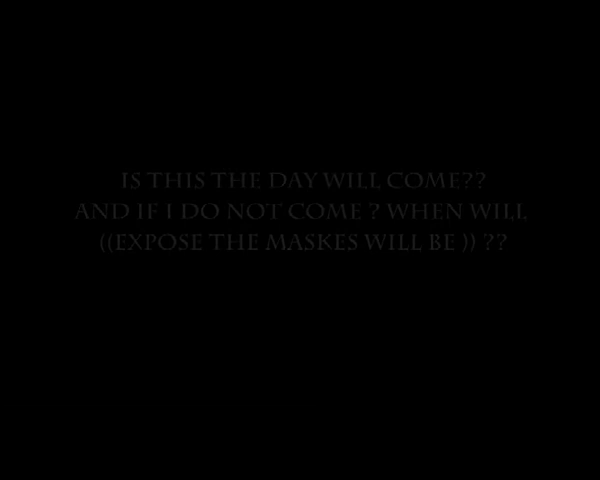 IS THIS THE DAY WILL COME??
AND IF I DO NOT COME ? WHEN WILL
((EXPOSE THE MASKES WILL BE )) ??